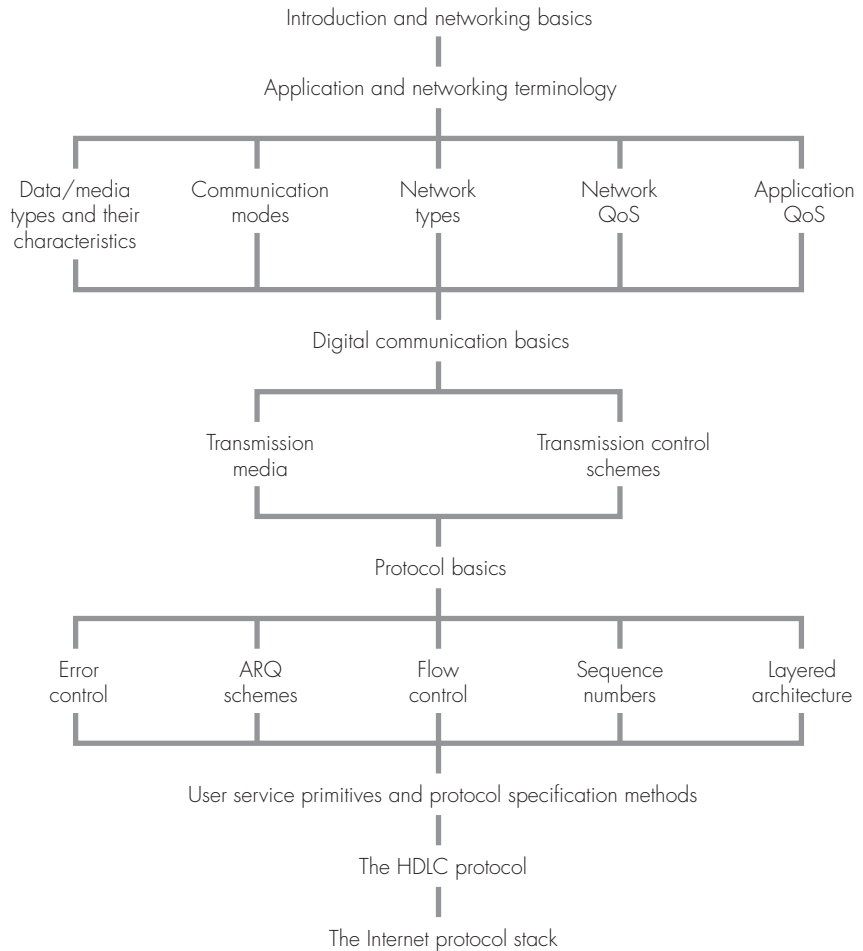 Introduction and networking basics
Application and networking terminology
Data/media
types and their
characteristics
Communication
modes
Network
types
Network
QoS
Application
QoS
Digital communication basics
Transmission
media
Transmission control
schemes
Protocol basics
Error
control
ARQ
schemes
Flow
control
Sequence
numbers
Layered
architecture
User service primitives and protocol specification methods
The HDLC protocol
The Internet protocol stack